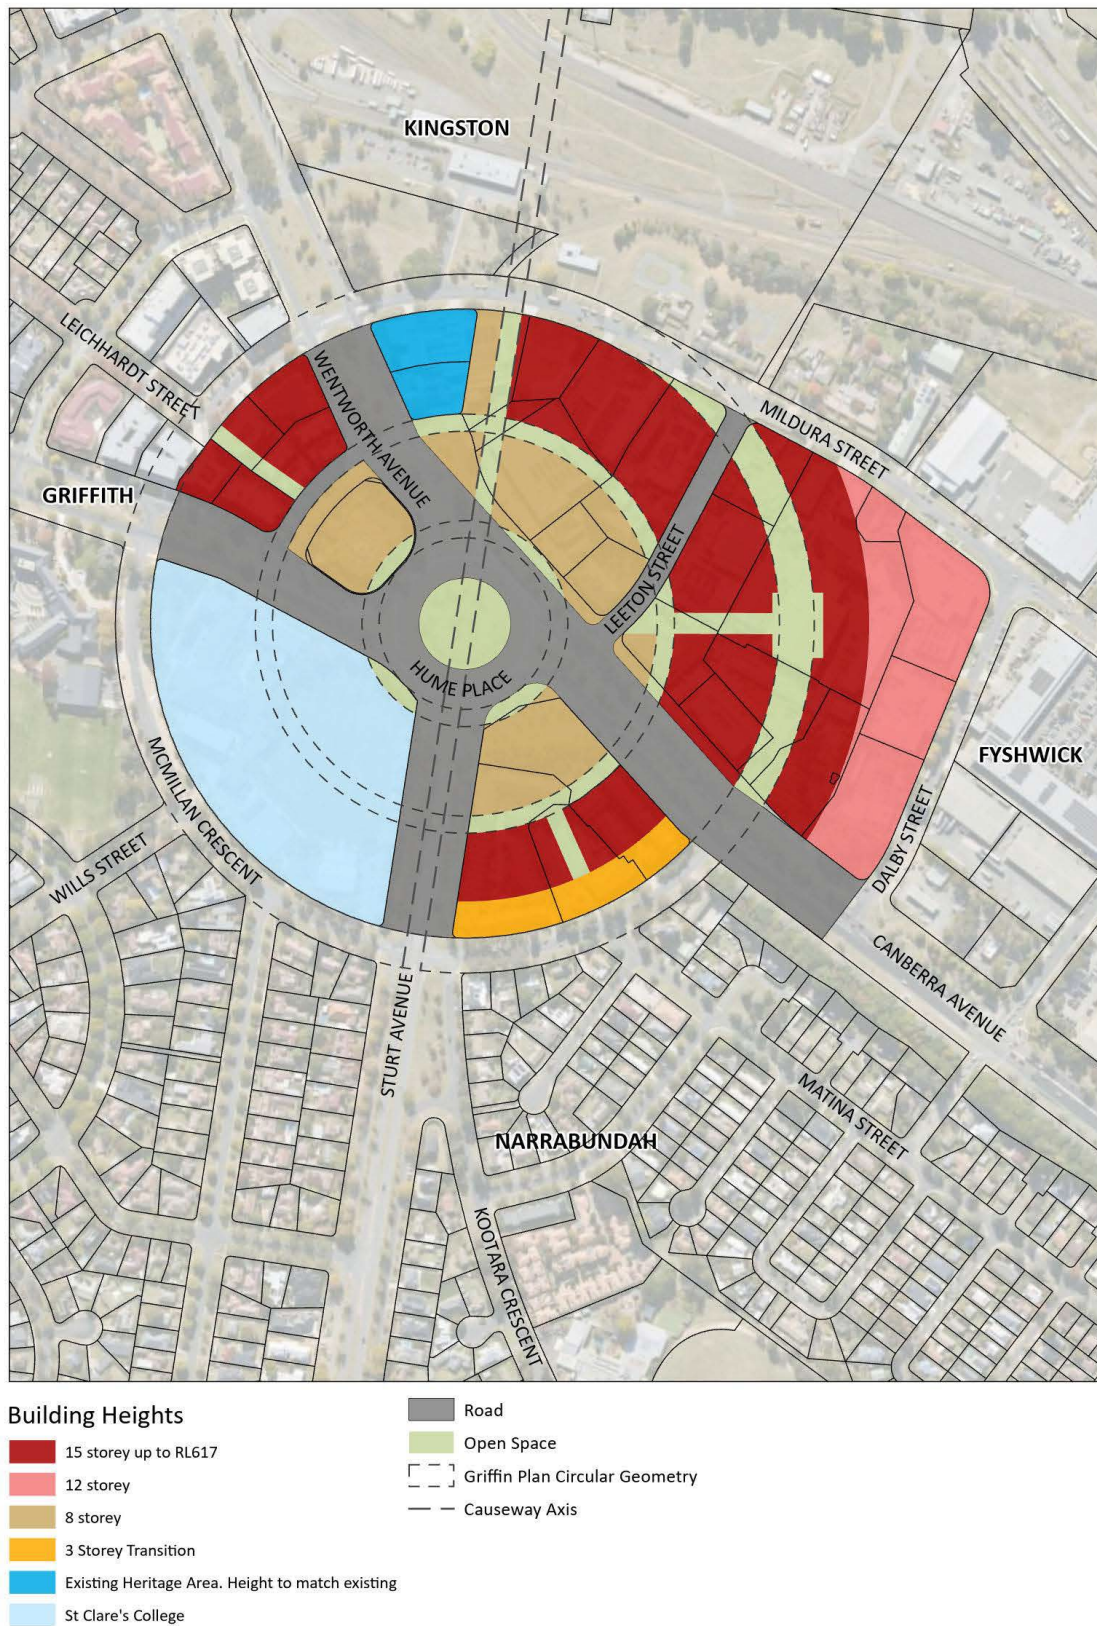 KINGSTON
LEICHHARDT STREET
WENTWORTH AVENUE
MILDURA STREET
GRIFFITH
LEETON STREET
HUME PLACE
FYSHWICK
MCMILLAN CRESCENT
WILLS STREET
DALBY STREET
CANBERRA AVENUE
STURT AVENUE
MATINA STREET
NARRABUNDAH
KOOTARA CRESCENT
Building Heights
15 storey up to RL617
12 storey
8 storey
3 Storey Transition
Existing Heritage Area. Height to match existing
St Clare's College
Road
Open Space
Griffin Plan Circular Geometry
Causeway Axis